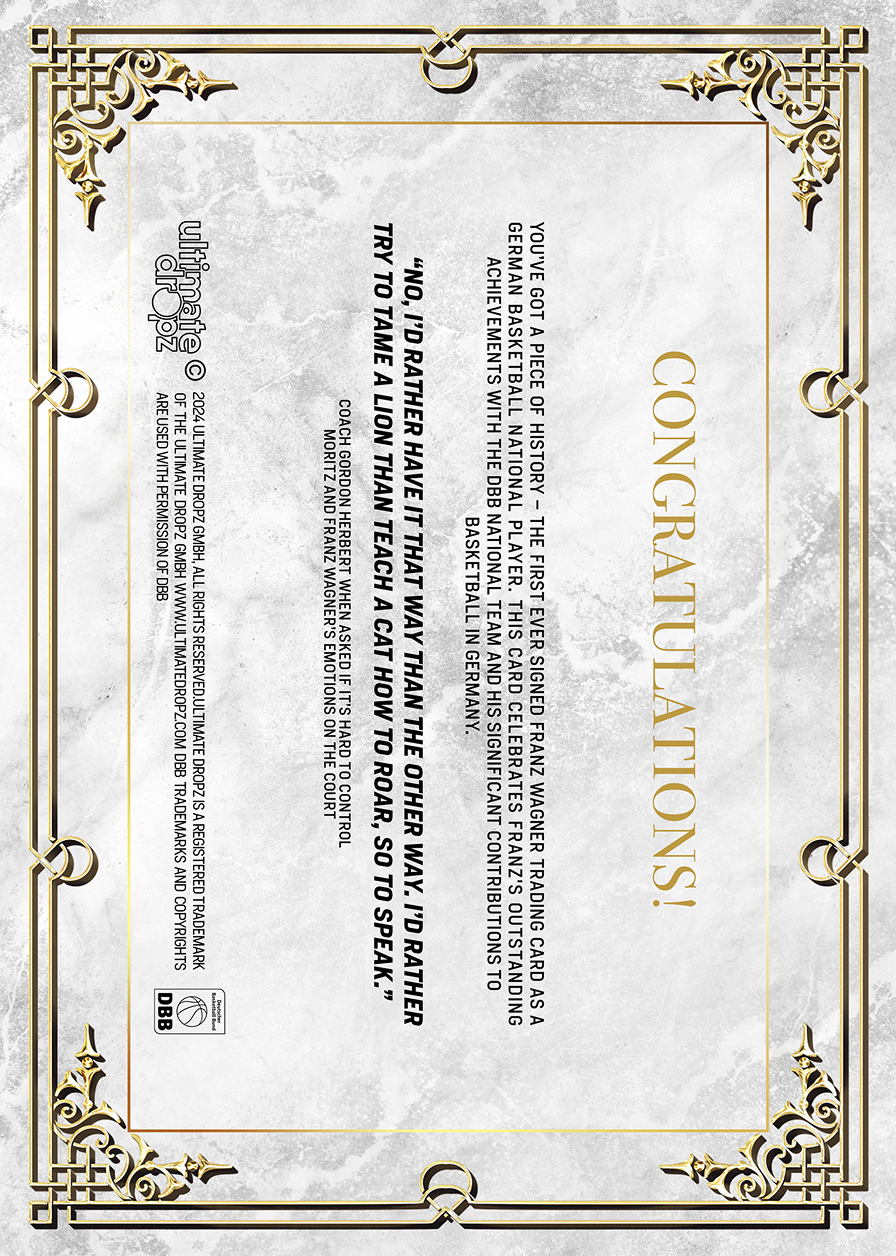 CONGRATULATIONS!
YOU'VE GOT A PIECE OF HISTORY – THE FIRST EVER SIGNED FRANZ WAGNER TRADING CARD AS A
GERMAN BASKETBALL NATIONAL PLAYER. THIS CARD CELEBRATES FRANZ'S OUTSTANDING
ACHIEVEMENTS WITH THE DBB NATIONAL TEAM AND HIS SIGNIFICANT CONTRIBUTIONS TO
BASKETBALL IN GERMANY.
“NO, I'D RATHER HAVE IT THAT WAY THAN THE OTHER WAY. I'D RATHER
TRY TO TAME A LION THAN TEACH A CAT HOW TO ROAR, SO TO SPEAK.”
COACH GORDON HERBERT WHEN ASKED IF IT'S HARD TO CONTROL
MORITZ AND FRANZ WAGNER'S EMOTIONS ON THE COURT
ultimate
dropz
©
2024 ULTIMATE DROPZ GMBH, ALL RIGHTS RESERVED.ULTIMATE DROPZ IS A REGISTERED TRADEMARK
OF THE ULTIMATE DROPZ GMBH WWW.ULTIMATEDROPZ.COM DBB TRADEMARKS AND COPYRIGHTS
ARE USED WITH PERMISSION OF DBB
Deutscher
Basketball Bund
DBB